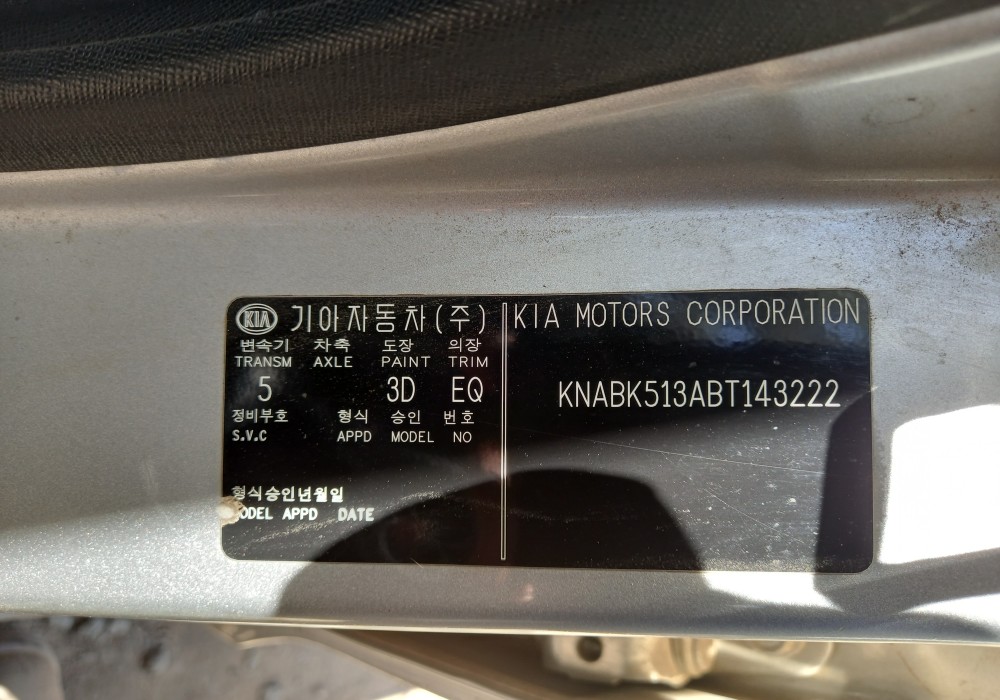 KIA 기아자동차(주) KIA MOTORS CORPORATION
변속기 차축 도장 의장
TRANSM AXLE PAINT TRIM
5 3D EQ
KNABK513ABT143222
정비부호 형식 승인 번호
S.V.C APPD MODEL NO
형식승인년월일
MODEL APPD DATE